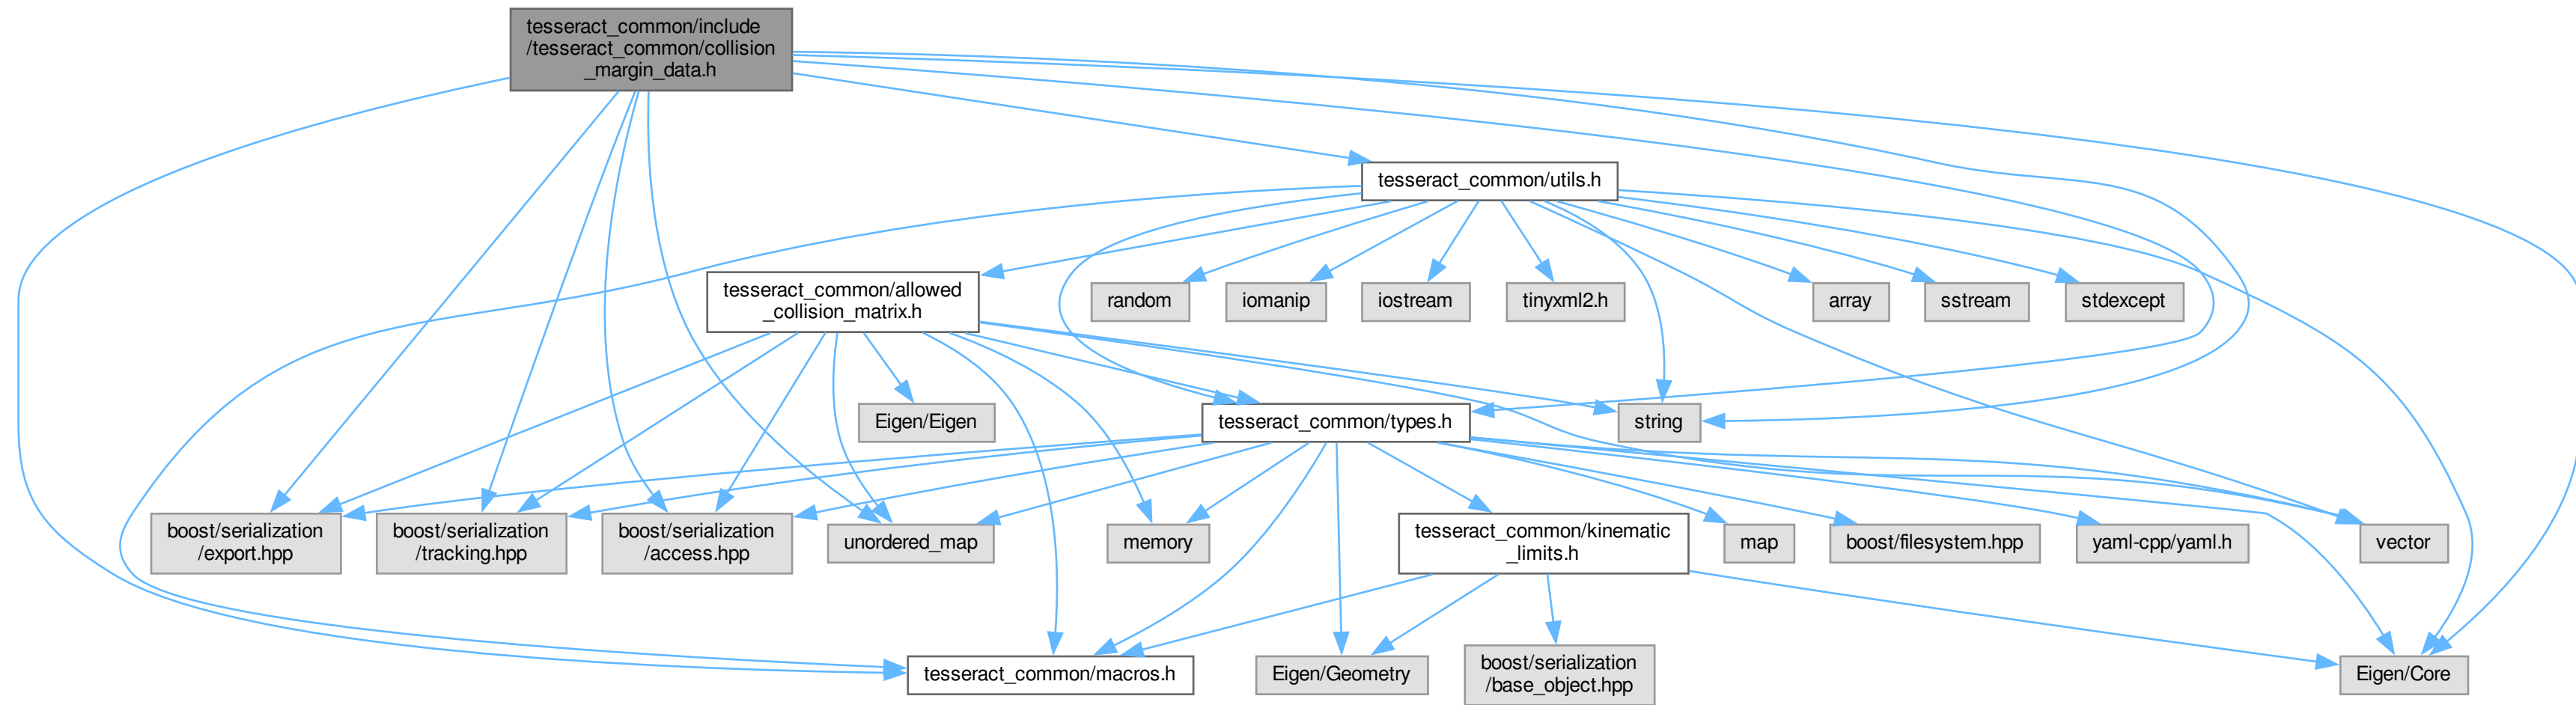 tesseract_common/include
/tesseract_common/collision
_margin_data.h
tesseract_common/utils.h
tesseract_common/allowed
_collision_matrix.h
random
iomanip
iostream
tinyxml2.h
array
sstream
stdexcept
Eigen/Eigen
tesseract_common/types.h
string
boost/serialization
/export.hpp
boost/serialization
/tracking.hpp
boost/serialization
/access.hpp
unordered_map
memory
tesseract_common/kinematic
_limits.h
map
boost/filesystem.hpp
yaml-cpp/yaml.h
vector
tesseract_common/macros.h
Eigen/Geometry
boost/serialization
/base_object.hpp
Eigen/Core